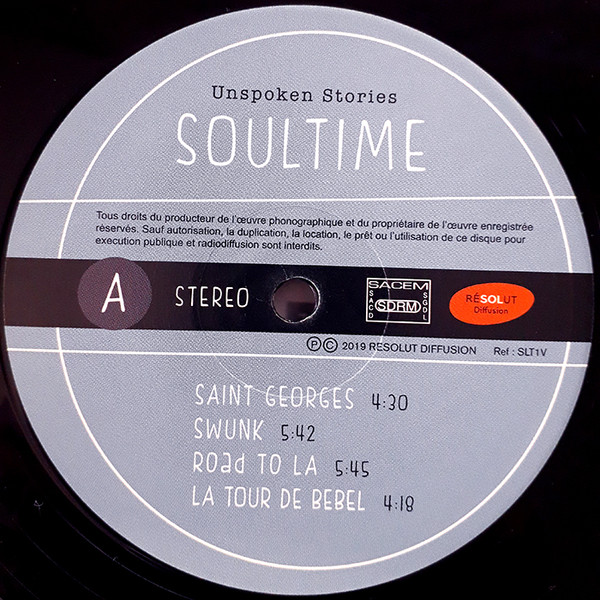 Unspoken Stories
SOULTIME
Tous droits du producteur de l'œuvre phonographique et du propriétaire de l'œuvre enregistrée
réservés. Sauf autorisation, la duplication, la location, le prêt ou l'utilisation de ce disque pour
execution publique et radiodiffusion sont interdits.
A
STEREO
SACEM
SACD
SDRM
SGDL
RÉSOLUT
Diffusion
Ⓟ © 2019 RESOLUT DIFFUSION Ref : SLT1V
SAINT GEORGES 4:30
SWUNK 5:42
ROad TO LA 5:45
LA TOUR DE BEBEL 4:18